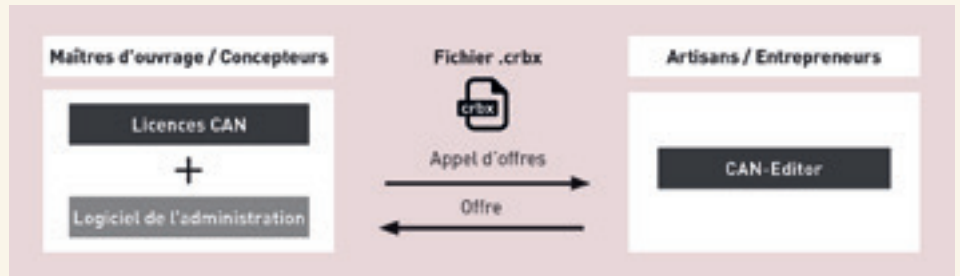 Maîtres d'ouvrage / Concepteurs
Licences CAN
+
Logiciel de l'administration
Fichier .crbx
crbx
Appel d'offres
Offre
Artisans / Entrepreneurs
CAN-Editor